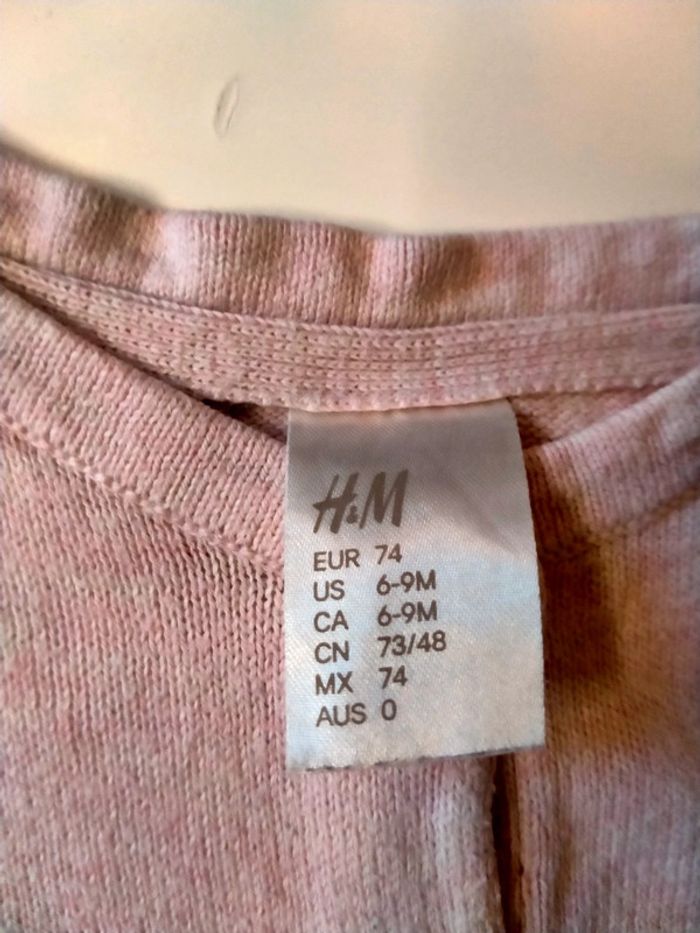 H&M
EUR 74
US 6-9M
CA 6-9M
CN 73/48
MX 74
AUS 0